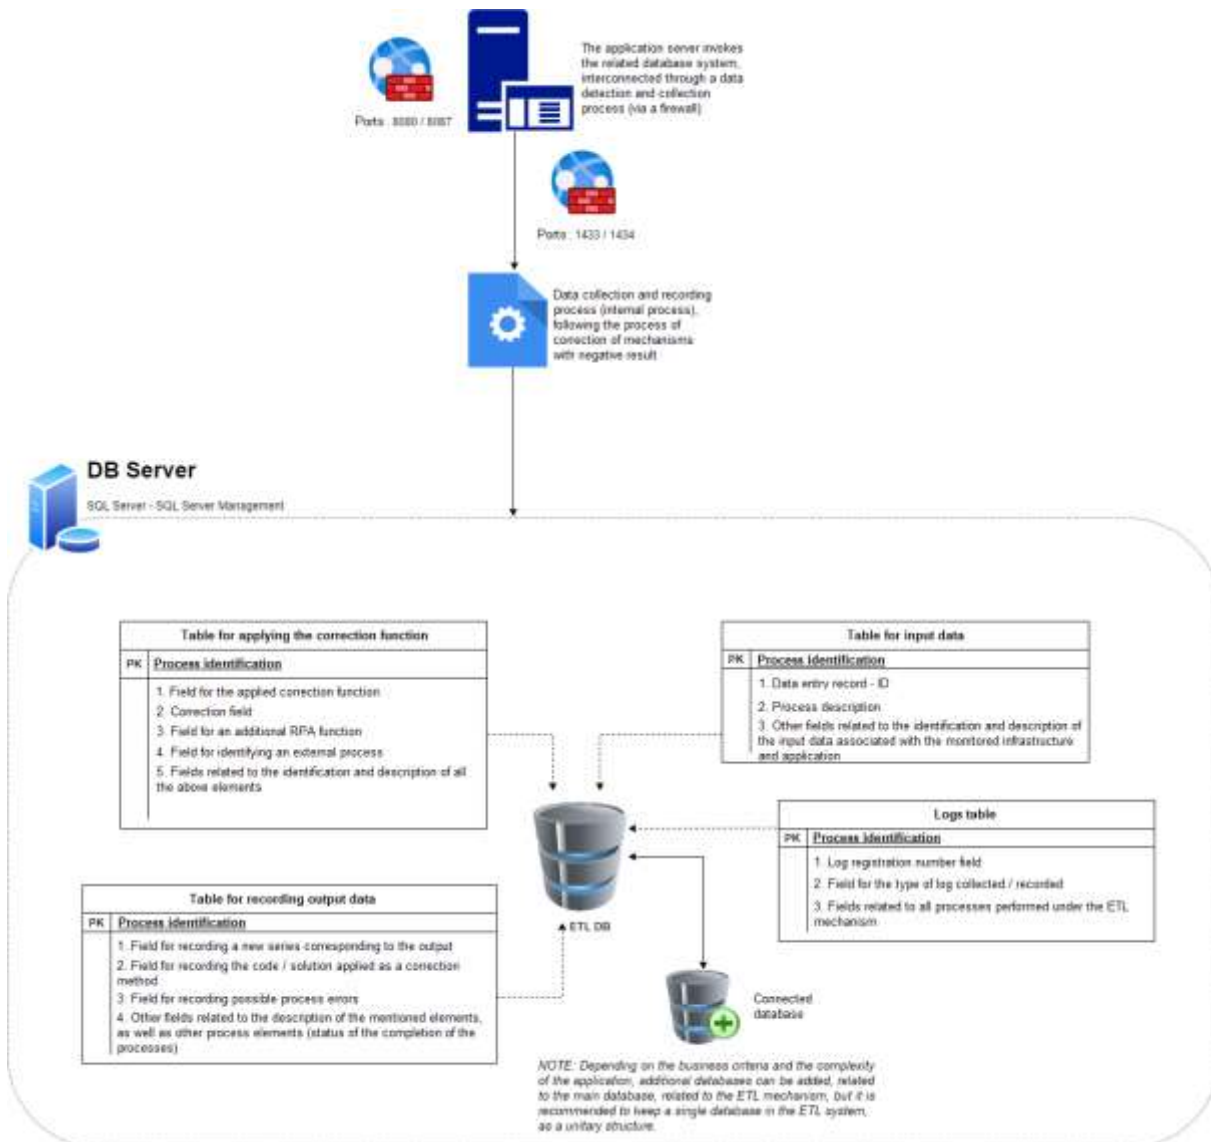 The application server invokes
the related database system,
interconnected through a data
detection and collection
process (via a firewall)
Ports : 8080 / 8087
Ports : 1433 / 1434
Data collection and recording
process (internal process),
following the process of
correction of mechanisms
with negative result
DB Server
SQL Server - SQL Server Management
Table for applying the correction function
PK Process identification
1. Field for the applied correction function
2. Correction field
3. Field for an additional RPA function
4. Field for identifying an external process
5. Fields related to the identification and description of all
the above elements
Table for input data
PK Process identification
1. Data entry record - ID
2. Process description
3. Other fields related to the identification and description of
the input data associated with the monitored infrastructure
and application
Logs table
PK Process identification
1. Log registration number field
2. Field for the type of log collected / recorded
3. Fields related to all processes performed under the ETL
mechanism
Table for recording output data
PK Process identification
1. Field for recording a new series corresponding to the output
2. Field for recording the code / solution applied as a correction
method
3. Field for recording possible process errors
4. Other fields related to the description of the mentioned elements,
as well as other process elements (status of the completion of the
processes)
ETL DB
Connected
database
NOTE: Depending on the business criteria and the complexity
of the application, additional databases can be added, related
to the main database, related to the ETL mechanism, but it is
recommended to keep a single database in the ETL system,
as a unitary structure.